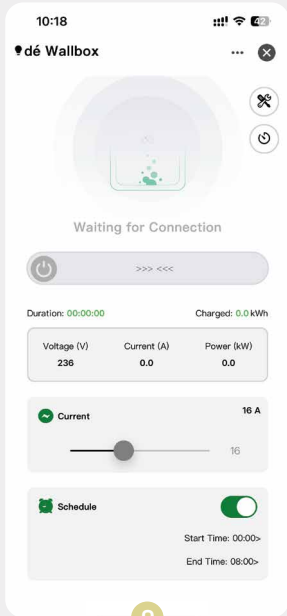 10:18
42
dé Wallbox
Waiting for Connection
>>> <<<
Duration: 00:00:00 Charged: 0.0 kWh
Voltage (V) Current (A) Power (kW)
236 0.0 0.0
Current 16 A
16
Schedule
Start Time: 00:00>
End Time: 08:00>